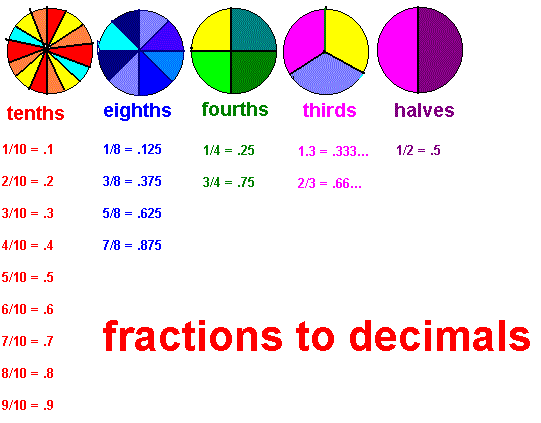 tenths eighths fourths thirds halves
1/10 = .1 1/8 = .125 1/4 = .25 1.3 = .333... 1/2 = .5
2/10 = .2 3/8 = .375 3/4 = .75 2/3 = .66...
3/10 = .3 5/8 = .625
4/10 = .4 7/8 = .875
5/10 = .5
6/10 = .6
fractions to decimals
7/10 = .7
8/10 = .8
9/10 = .9